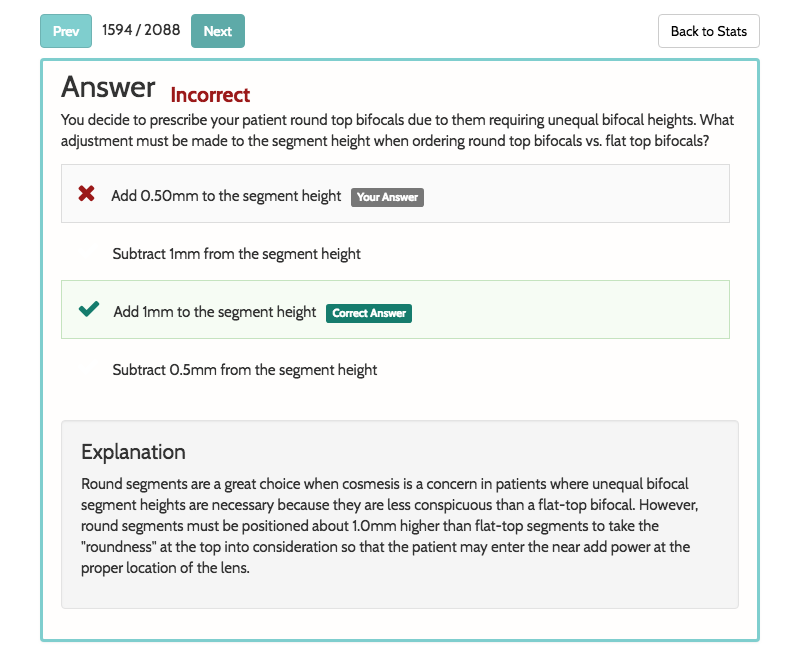 Prev 1594 / 2088 Next Back to Stats
Answer Incorrect
You decide to prescribe your patient round top bifocals due to them requiring unequal bifocal heights. What
adjustment must be made to the segment height when ordering round top bifocals vs. flat top bifocals?
Add 0.50mm to the segment height Your Answer
Subtract 1mm from the segment height
Add 1mm to the segment height Correct Answer
Subtract 0.5mm from the segment height
Explanation
Round segments are a great choice when cosmesis is a concern in patients where unequal bifocal
segment heights are necessary because they are less conspicuous than a flat-top bifocal. However,
round segments must be positioned about 1.0mm higher than flat-top segments to take the
"roundness" at the top into consideration so that the patient may enter the near add power at the
proper location of the lens.